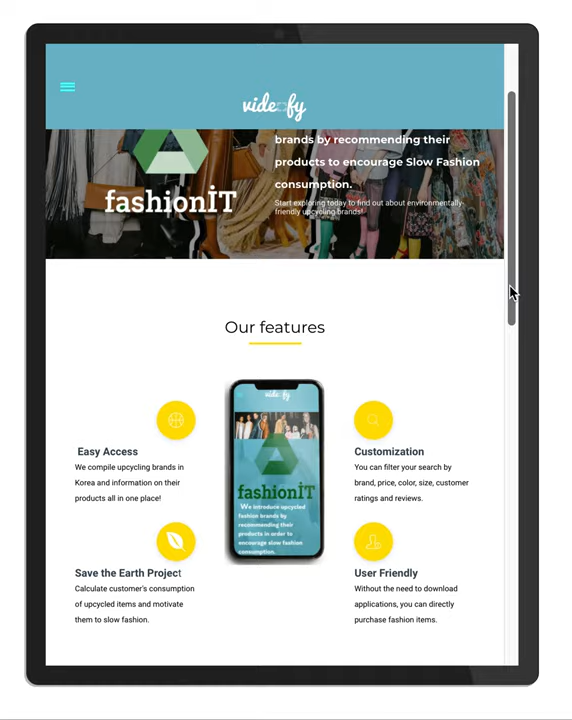 videofy
brands by recommending their
products to encourage Slow Fashion
consumption.
Start exploring today to find out about environmentally-
friendly upcycling brands!
fashionİT
Our features
Easy Access
We compile upcycling brands in
Korea and information on their
products all in one place!
Save the Earth Project
Calculate customer's consumption
of upcycled items and motivate
them to slow fashion.
videofy
fashionİT
We introduce upcycled
fashion brands by
recommending their
products in order to
encourage slow fashion
consumption.
Customization
You can filter your search by
brand, price, color, size, customer
ratings and reviews.
User Friendly
Without the need to download
applications, you can directly
purchase fashion items.